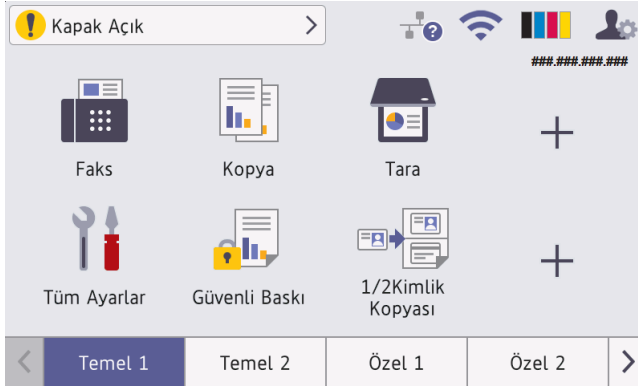 Kapak Açık
###.###.###.###
Faks
Kopya
Tara
Tüm Ayarlar
Güvenli Baskı
1/2Kimlik
Kopyası
Temel 1
Temel 2
Özel 1
Özel 2